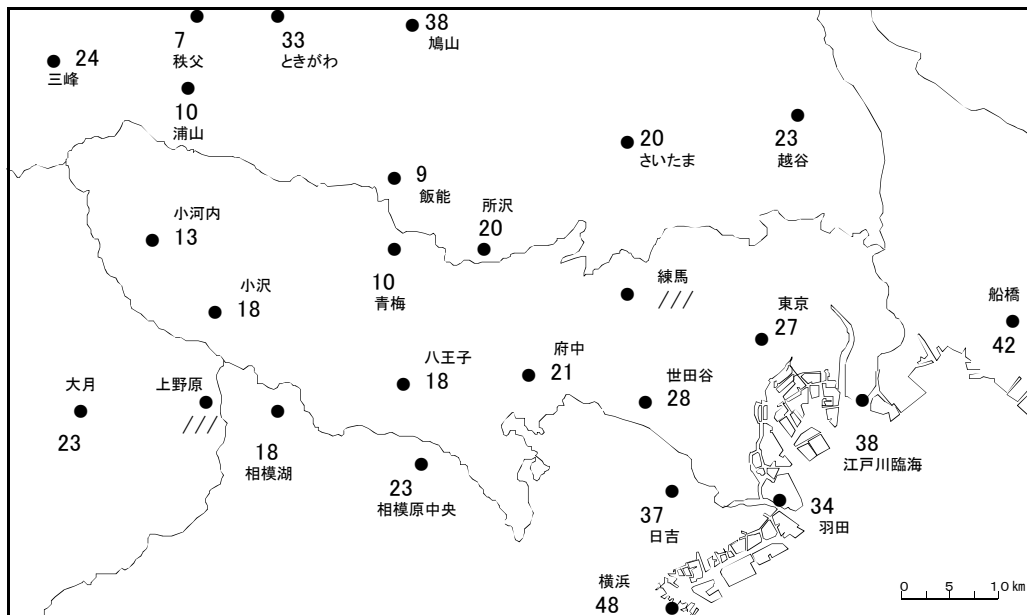 7
秩父
33
ときがわ
38
鳩山
24
三峰
10
浦山
20
さいたま
23
越谷
9
飯能
所沢
20
小河内
13
10
青梅
練馬
///
小沢
18
東京
27
船橋
42
大月
23
上野原
///
18
相模湖
八王子
18
府中
21
世田谷
28
38
江戸川臨海
23
相模原中央
37
日吉
34
羽田
横浜
48
0 5 10km